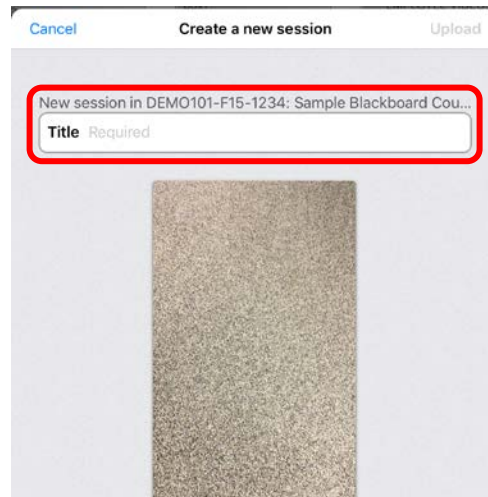 Cancel Create a new session Upload
New session in DEMO101-F15-1234: Sample Blackboard Cou...
Title Required